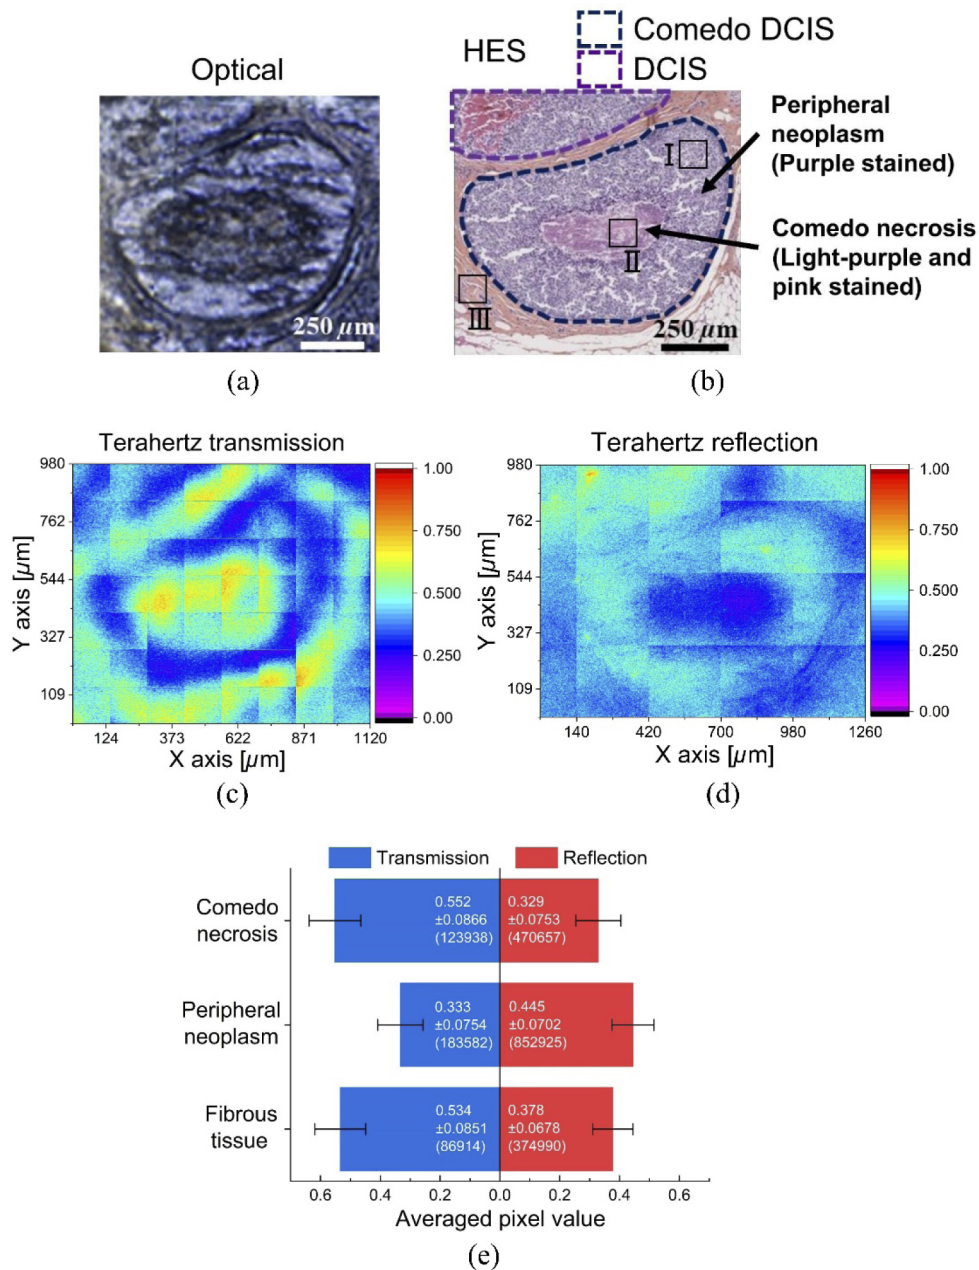 Optical
250 μm
(a)
HES
Comedo DCIS
DCIS
I
II
III
250 μm
Peripheral
neoplasm
(Purple stained)
Comedo necrosis
(Light-purple and
pink stained)
(b)
Terahertz transmission
980
762
544
327
109
Y axis [μm]
124 373 622 871 1120
X axis [μm]
1.00
0.750
0.500
0.250
0.00
(c)
Terahertz reflection
980
762
544
327
109
Y axis [μm]
140 420 700 980 1260
X axis [μm]
1.00
0.750
0.500
0.250
0.00
(d)
Transmission Reflection
Comedo
necrosis
0.552
±0.0866
(123938)
0.329
±0.0753
(470657)
Peripheral
neoplasm
0.333
±0.0754
(183582)
0.445
±0.0702
(852925)
Fibrous
tissue
0.534
±0.0851
(86914)
0.378
±0.0678
(374990)
0.6 0.4 0.2 0.0 0.2 0.4 0.6
Averaged pixel value
(e)